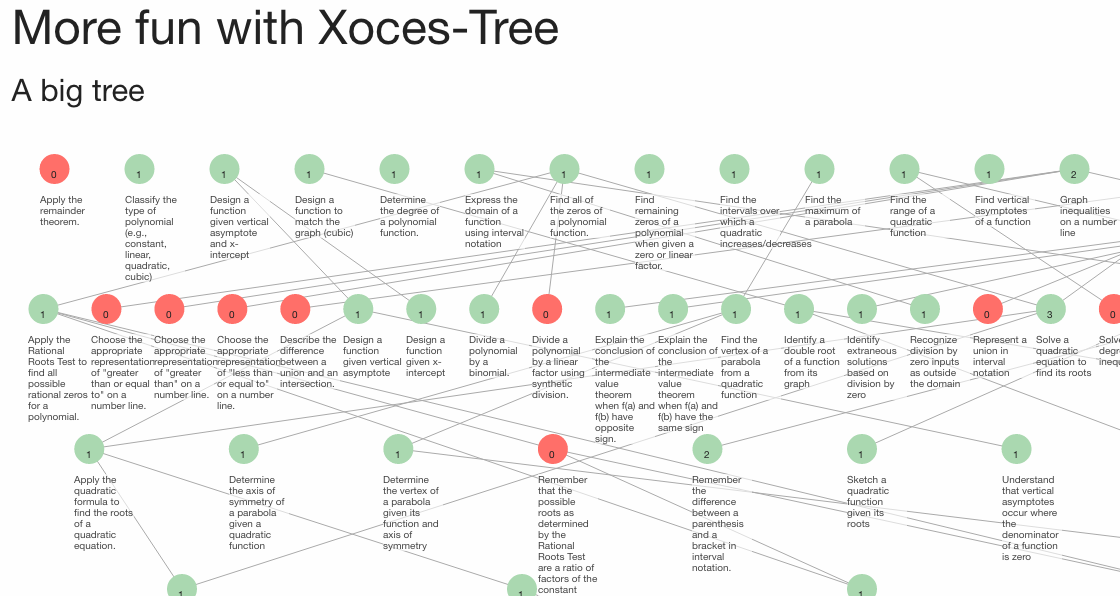 More fun with Xoces-Tree
A big tree
0
Apply the
remainder
theorem.
1
Classify the
type of
polynomial
(e.g.,
constant,
linear,
quadratic,
cubic)
1
Design a
function
given vertical
asymptote
and x-
intercept
1
Design a
function to
match the
graph (cubic)
1
Determine
the degree of
a polynomial
function.
1
Express the
domain of a
function
using interval
notation
1
Find all of
the zeros of
a polynomial
function.
1
Find
remaining
zeros of a
polynomial
when given a
zero or linear
factor.
1
Find the
intervals over
which a
quadratic
increases/decreases
1
Find the
maximum of
a parabola
1
Find the
range of a
quadratic
function
1
Find vertical
asymptotes
of a function
2
Graph
inequalities
on a number
line
1
Apply the
Rational
Roots Test to
find all
possible
rational zeros
for a
polynomial.
0
Choose the
appropriate
representation
of "greater
than or equal
to" on a
number line.
0
Choose the
appropriate
representation
of "greater
than" on a
number line.
0
Choose the
appropriate
representation
of "less than
or equal to"
on a number
line.
0
Describe the
difference
between a
union and an
intersection.
1
Design a
function
given vertical
asymptote
1
Design a
function
given x-
intercept
1
Divide a
polynomial
by a
binomial.
0
Divide a
polynomial
by a linear
factor using
synthetic
division.
1
Explain the
conclusion of
the
intermediate
value
theorem
when f(a) and
f(b) have
opposite
sign.
1
Explain the
conclusion of
the
intermediate
value
theorem
when f(a) and
f(b) have the
same sign
1
Find the
vertex of a
parabola
from a
quadratic
function
1
Identify a
double root
of a function
from its
graph
1
Identify
extraneous
solutions
based on
division by
zero
1
Recognize
division by
zero inputs
as outside
the domain
0
Represent a
union in
interval
notation
3
Solve a
quadratic
equation to
find its roots
0
Solve
degr
inequ
1
Apply the
quadratic
formula to
find the roots
of a
quadratic
equation.
1
Determine
the axis of
symmetry of
a parabola
given a
quadratic
function
1
Determine
the vertex of
a parabola
given its
function and
axis of
symmetry
0
Remember
that the
possible
roots as
determined
by the
Rational
Roots Test
are a ratio of
factors of the
constant
2
Remember
the
difference
between a
parenthesis
and a
bracket in
interval
notation.
1
Sketch a
quadratic
function
given its
roots
1
Understand
that vertical
asymptotes
occur where
the
denominator
of a function
is zero
1
1
1